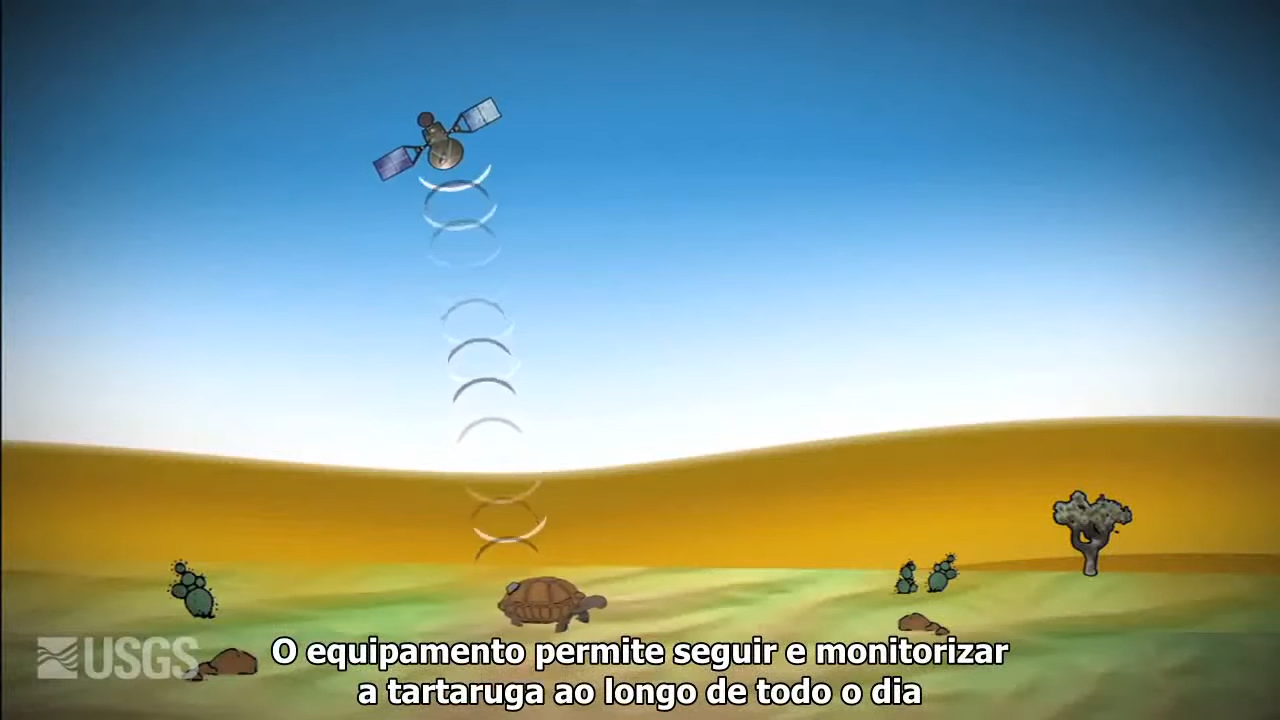 USGS
O equipamento permite seguir e monitorizar
a tartaruga ao longo de todo o dia